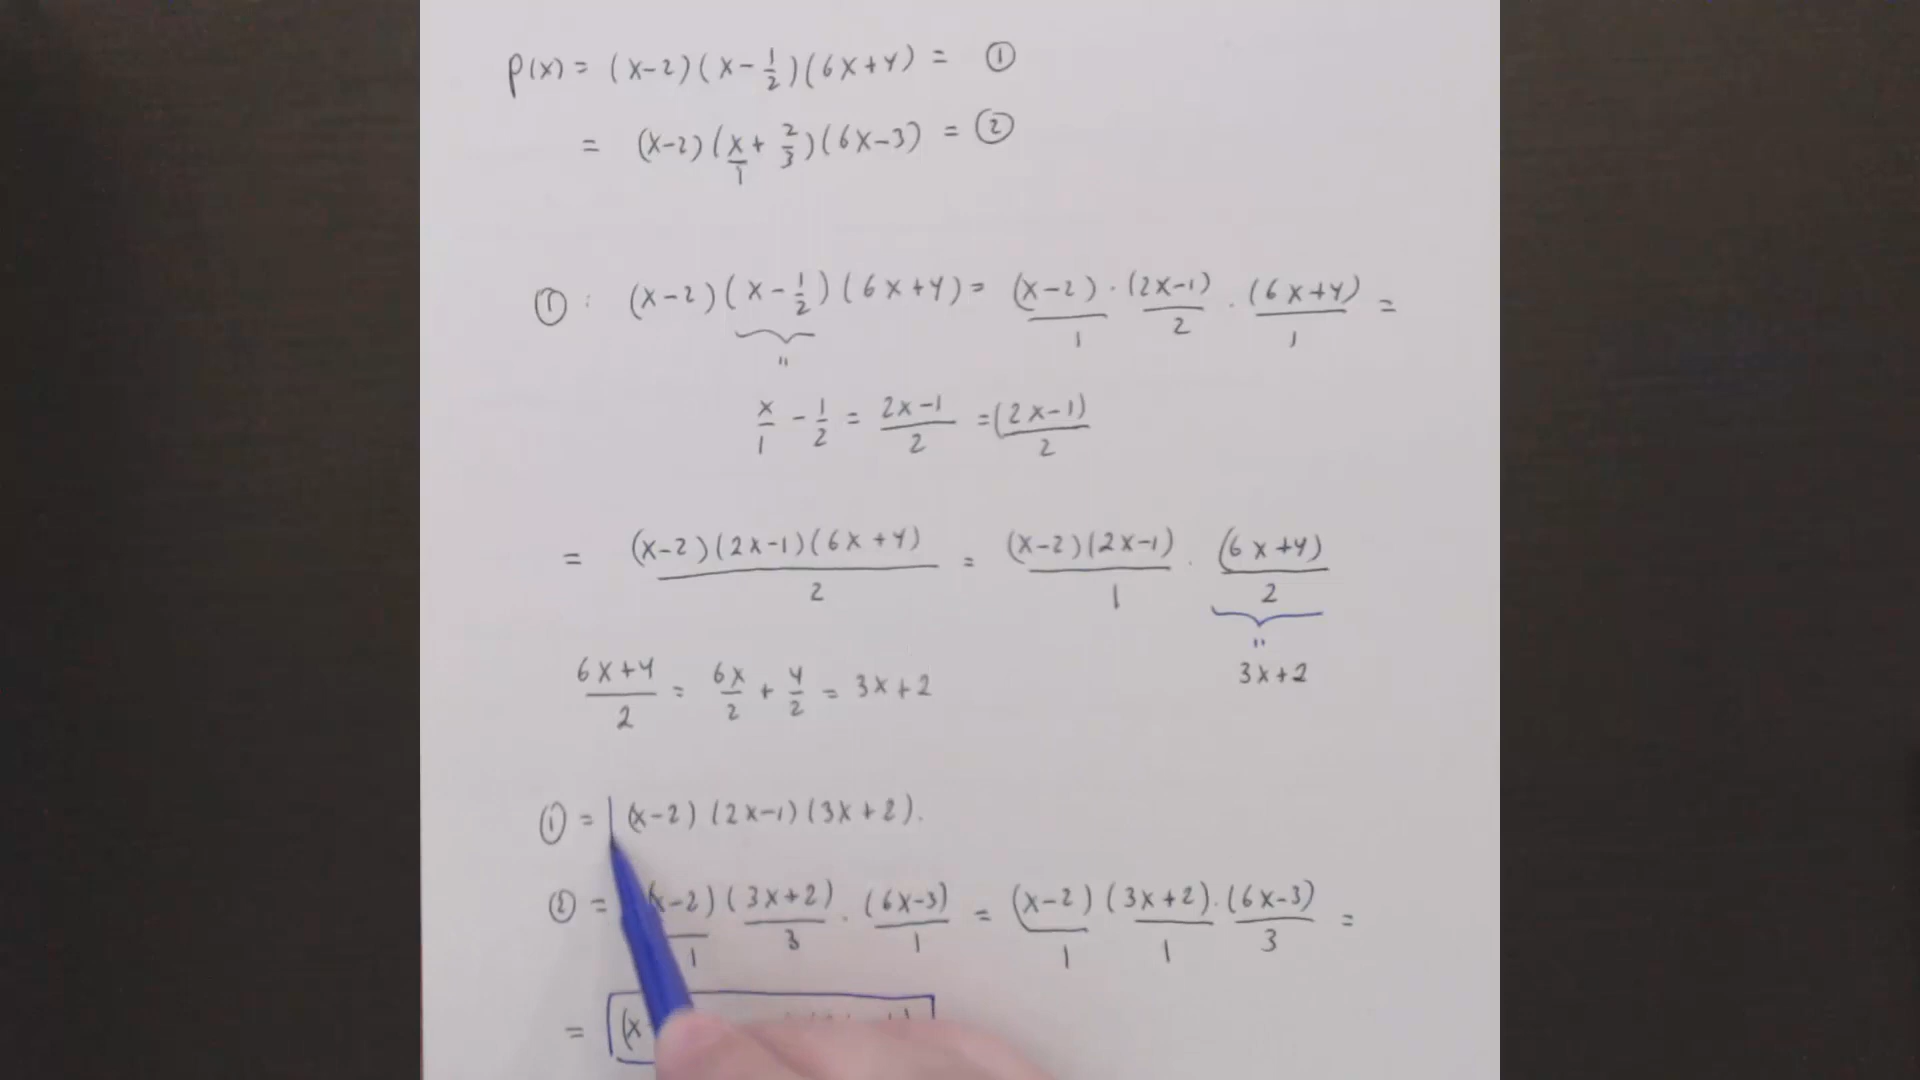 p(x) = (x-2)(x-1/2)(6x+4) = ①
= (x-2)(x/1+2/3)(6x-3) = ②
① : (x-2)(x-1/2)(6x+4) = (x-2)/1 · (2x-1)/2 · (6x+4)/1 =
"
x/1 - 1/2 = 2x-1/2 = (2x-1)/2
= (x-2)(2x-1)(6x+4)/2 = (x-2)(2x-1)/1 · (6x+4)/2
"
3x+2
6x+4/2 = 6x/2 + 4/2 = 3x+2
① = (x-2)(2x-1)(3x+2).
② = x-2)/1 (3x+2)/3 · (6x-3)/1 = (x-2)/1 (3x+2)/1 · (6x-3)/3 =
= (x